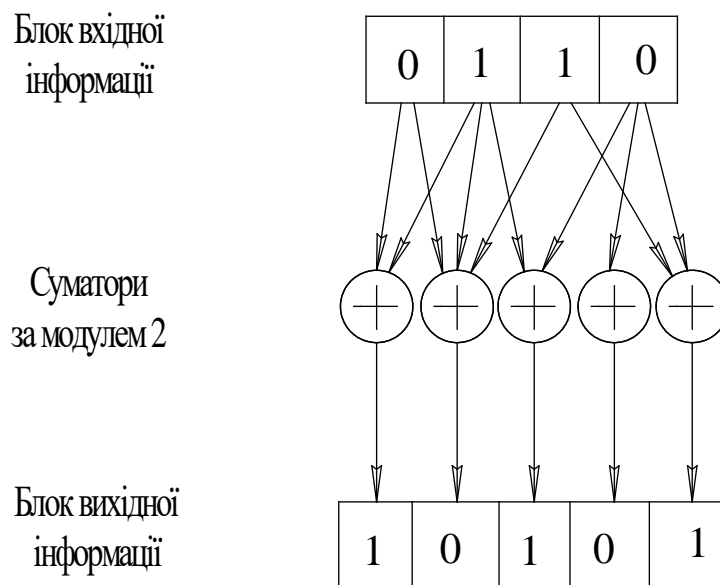 Блок вхідної
інформації
0 1 1 0
Суматори
за модулем 2
Блок вихідної
інформації
1 0 1 0 1